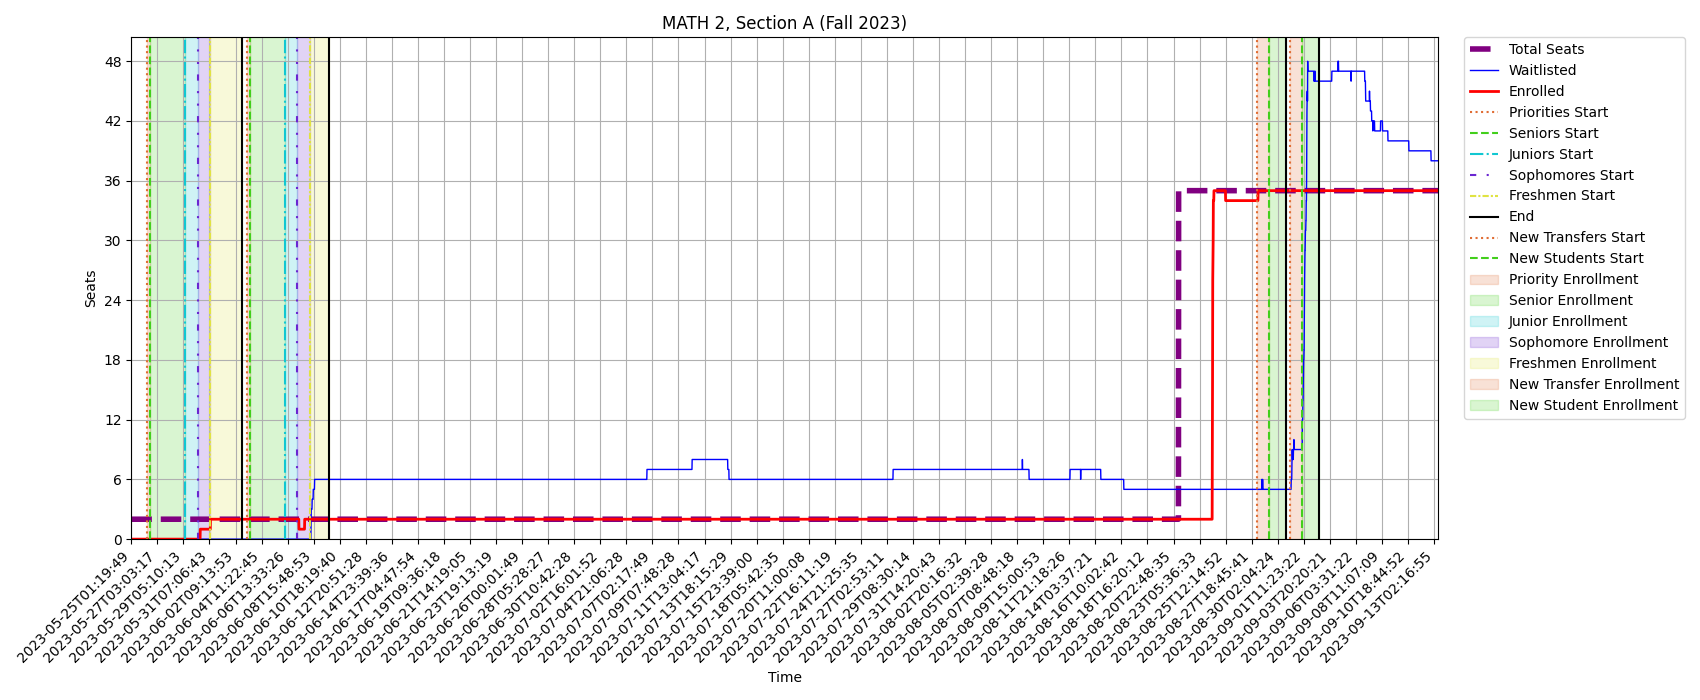 MATH 2, Section A (Fall 2023)
Seats
48
42
36
30
24
18
12
6
0
2023-05-25T01:19:49
2023-05-27T03:03:17
2023-05-29T05:10:13
2023-05-31T07:06:43
2023-06-02T09:13:53
2023-06-04T11:22:45
2023-06-06T13:33:26
2023-06-08T15:48:53
2023-06-10T18:19:40
2023-06-12T20:51:28
2023-06-14T23:39:36
2023-06-17T04:47:54
2023-06-19T09:36:18
2023-06-21T14:19:05
2023-06-23T19:13:19
2023-06-26T00:01:49
2023-06-28T05:28:27
2023-06-30T10:42:28
2023-07-02T16:01:52
2023-07-04T21:06:28
2023-07-07T02:17:49
2023-07-09T07:48:28
2023-07-11T13:04:17
2023-07-13T18:15:29
2023-07-15T23:39:00
2023-07-18T05:42:35
2023-07-20T11:00:08
2023-07-22T16:11:19
2023-07-24T21:25:35
2023-07-27T02:53:11
2023-07-29T08:30:14
2023-07-31T14:20:43
2023-08-02T20:16:32
2023-08-05T02:39:28
2023-08-07T08:48:18
2023-08-09T15:00:53
2023-08-11T21:18:26
2023-08-14T03:37:21
2023-08-16T10:02:42
2023-08-18T16:20:12
2023-08-20T22:48:35
2023-08-23T05:36:33
2023-08-25T12:14:52
2023-08-27T18:45:41
2023-08-30T02:04:24
2023-09-01T11:23:22
2023-09-03T20:20:21
2023-09-06T03:31:22
2023-09-08T11:07:09
2023-09-10T18:44:52
2023-09-13T02:16:55
Time
Total Seats
Waitlisted
Enrolled
Priorities Start
Seniors Start
Juniors Start
Sophomores Start
Freshmen Start
End
New Transfers Start
New Students Start
Priority Enrollment
Senior Enrollment
Junior Enrollment
Sophomore Enrollment
Freshmen Enrollment
New Transfer Enrollment
New Student Enrollment